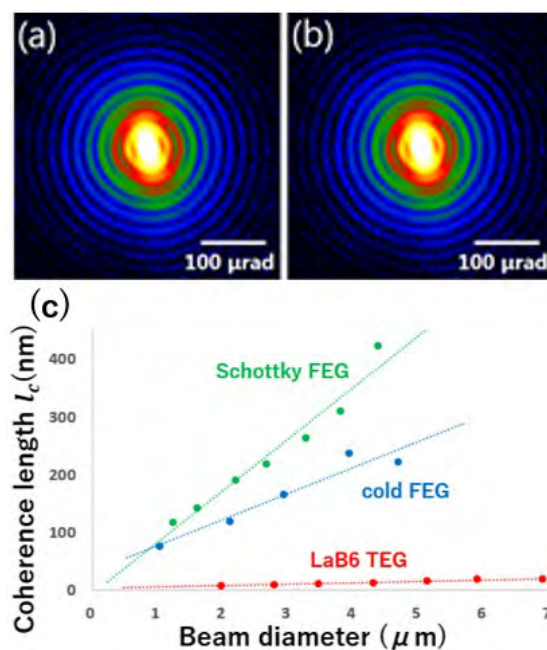 (a)
(b)
100 μrad
100 μrad
(c)
400
300
200
100
0
0
1
2
3
4
5
6
7
Coherence length lc(nm)
Beam diameter (μm)
Schottky FEG
cold FEG
LaB6 TEG